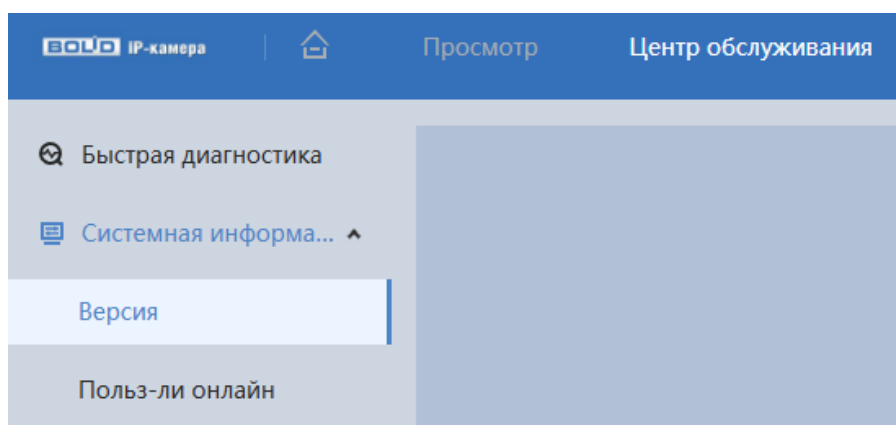 BOLID IP-камера
Просмотр
Центр обслуживания
Быстрая диагностика
Системная информа...
Версия
Польз-ли онлайн